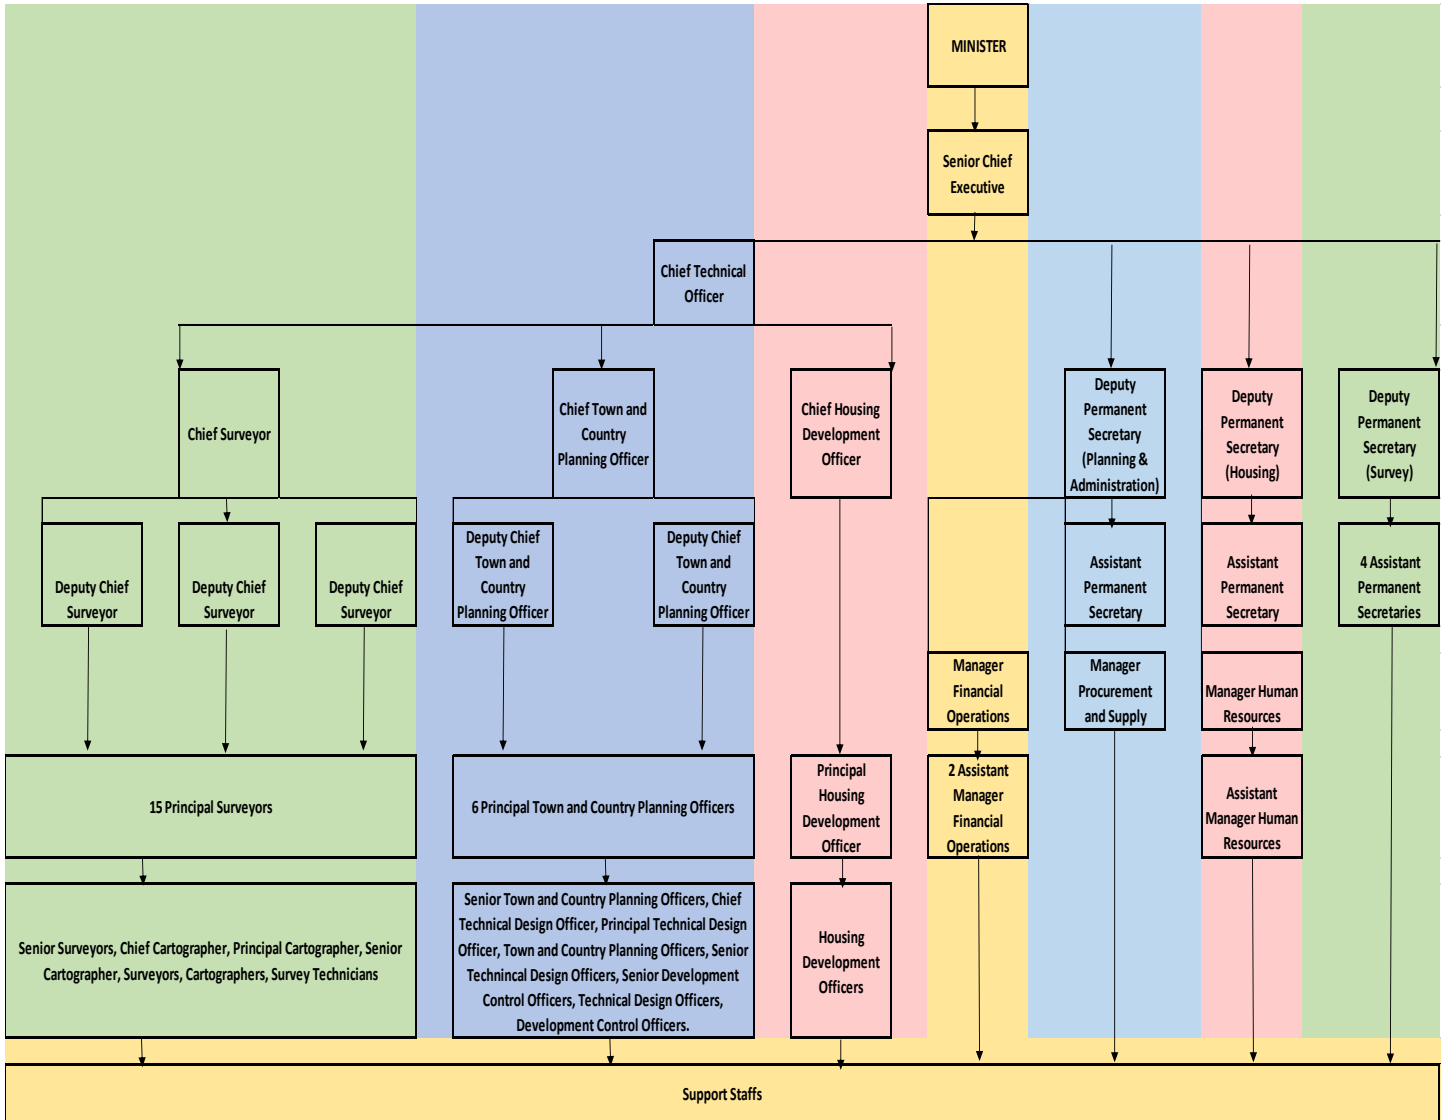 MINISTER
Senior Chief
Executive
Chief Technical
Officer
Chief Surveyor
Chief Town and
Country
Planning Officer
Chief Housing
Development
Officer
Deputy
Permanent
Secretary
(Planning &
Administration)
Deputy
Permanent
Secretary
(Housing)
Deputy
Permanent
Secretary
(Survey)
Deputy Chief
Surveyor
Deputy Chief
Surveyor
Deputy Chief
Surveyor
Deputy Chief
Town and
Country
Planning Officer
Deputy Chief
Town and
Country
Planning Officer
Assistant
Permanent
Secretary
Assistant
Permanent
Secretary
4 Assistant
Permanent
Secretaries
Manager
Financial
Operations
Manager
Procurement
and Supply
Manager Human
Resources
15 Principal Surveyors
6 Principal Town and Country Planning Officers
Principal
Housing
Development
Officer
2 Assistant
Manager
Financial
Operations
Assistant
Manager Human
Resources
Senior Surveyors, Chief Cartographer, Principal Cartographer, Senior
Cartographer, Surveyors, Cartographers, Survey Technicians
Senior Town and Country Planning Officers, Chief
Technical Design Officer, Principal Technical Design
Officer, Town and Country Planning Officers, Senior
Technincal Design Officers, Senior Development
Control Officers, Technical Design Officers,
Development Control Officers.
Housing
Development
Officers
Support Staffs